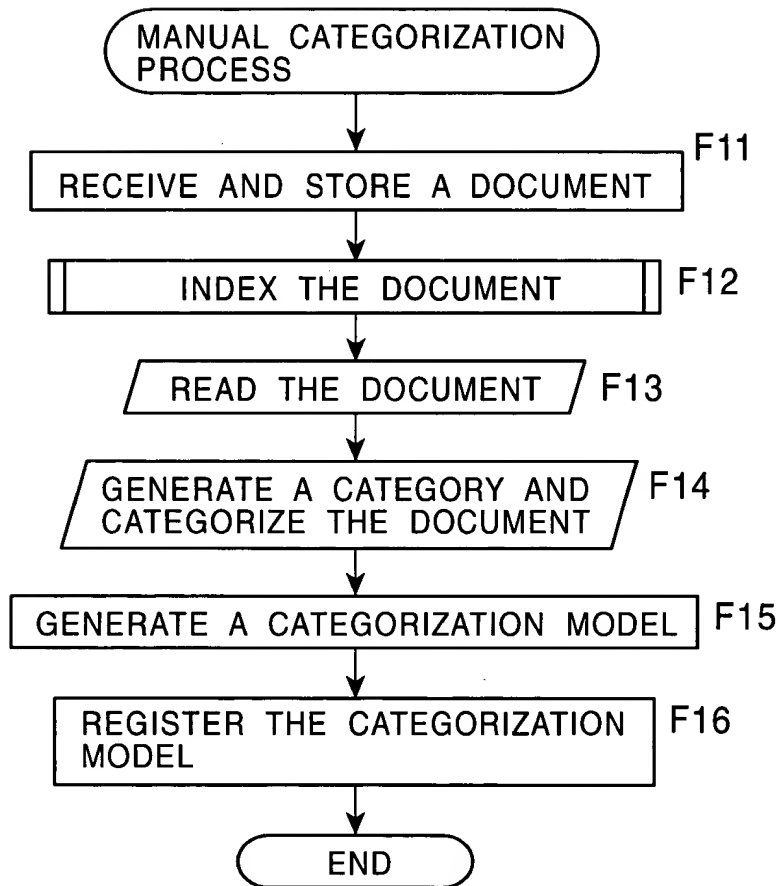 MANUAL CATEGORIZATION
PROCESS
F11
RECEIVE AND STORE A DOCUMENT
INDEX THE DOCUMENT
F12
READ THE DOCUMENT
F13
GENERATE A CATEGORY AND
CATEGORIZE THE DOCUMENT
F14
GENERATE A CATEGORIZATION MODEL
F15
REGISTER THE CATEGORIZATION
MODEL
F16
END